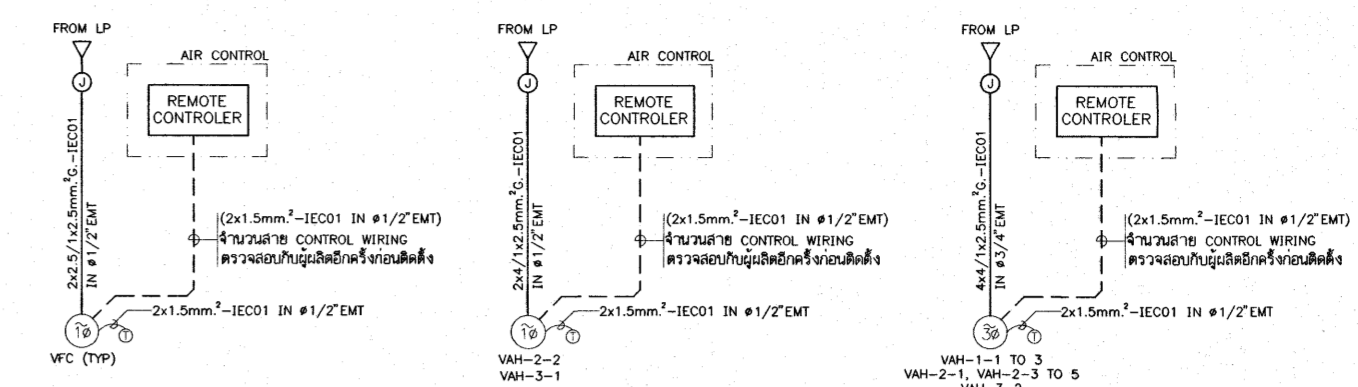 FROM LP
AIR CONTROL
J
REMOTE
CONTROLER
2x2.5/1x2.5mm.²G.-IEC01
IN ø1/2"EMT
(2x1.5mm.²-IEC01 IN ø1/2"EMT)
จำนวนสาย CONTROL WIRING
ตรวจสอบกับผู้ผลิตอีกครั้งก่อนติดตั้ง
2x1.5mm.²-IEC01 IN ø1/2"EMT
1ø
T
VFC (TYP)
FROM LP
AIR CONTROL
J
REMOTE
CONTROLER
2x4/1x2.5mm.²G.-IEC01
IN ø1/2"EMT
(2x1.5mm.²-IEC01 IN ø1/2"EMT)
จำนวนสาย CONTROL WIRING
ตรวจสอบกับผู้ผลิตอีกครั้งก่อนติดตั้ง
2x1.5mm.²-IEC01 IN ø1/2"EMT
1ø
T
VAH-2-2
VAH-3-1
FROM LP
AIR CONTROL
J
REMOTE
CONTROLER
4x4/1x2.5mm.²G.-IEC01
IN ø3/4"EMT
(2x1.5mm.²-IEC01 IN ø1/2"EMT)
จำนวนสาย CONTROL WIRING
ตรวจสอบกับผู้ผลิตอีกครั้งก่อนติดตั้ง
2x1.5mm.²-IEC01 IN ø1/2"EMT
3ø
T
VAH-1-1 TO 3
VAH-2-1, VAH-2-3 TO 5
VAH-3-2